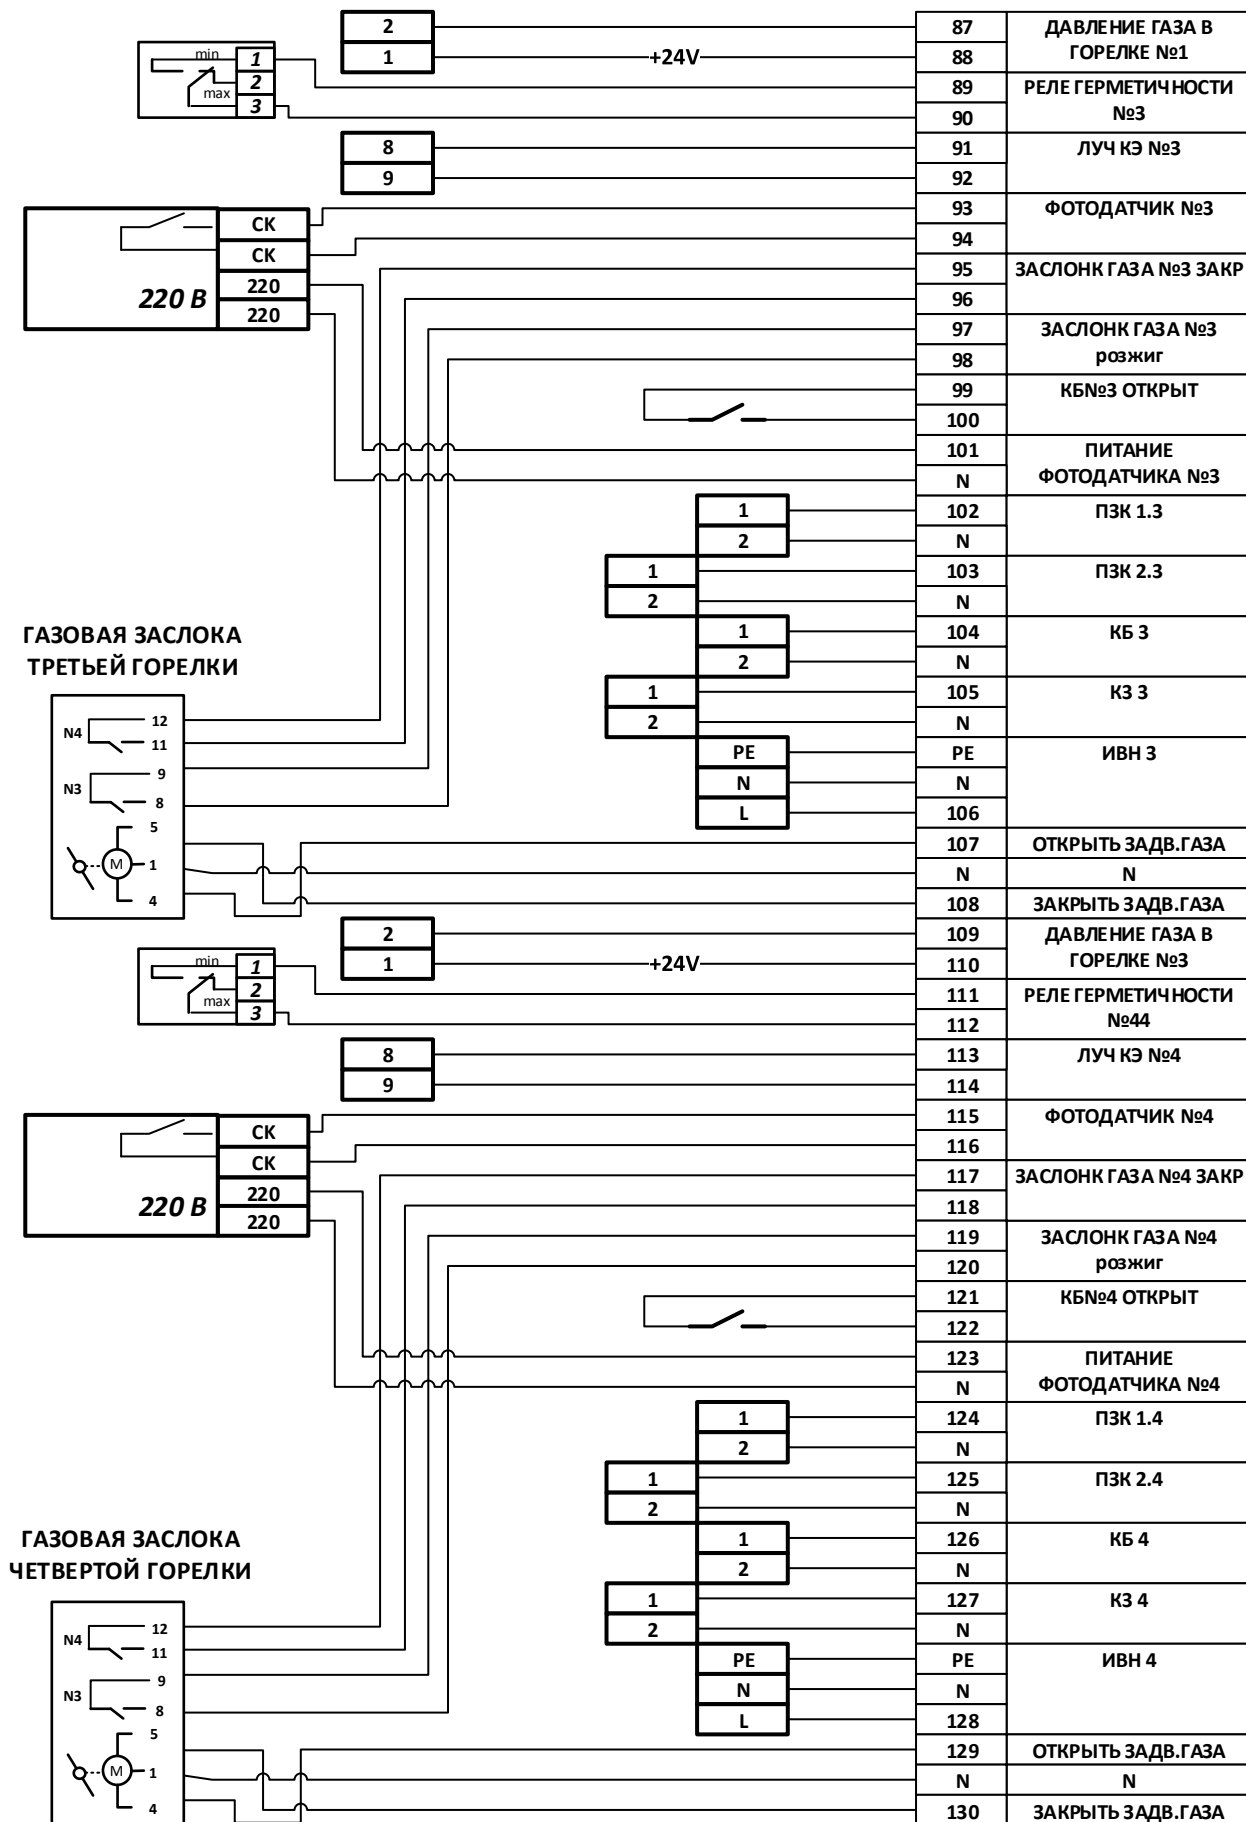 2
87
ДАВЛЕНИЕ ГАЗА В
1
+24V
88
ГОРЕЛКЕ №1
min
1
89
РЕЛЕ ГЕРМЕТИЧНОСТИ
2
max
3
90
№3
8
91
ЛУЧ КЭ №3
9
92
СК
93
ФОТОДАТЧИК №3
СК
94
220
95
ЗАСЛОНК ГАЗА №3 ЗАКР
220 В
220
96
97
ЗАСЛОНК ГАЗА №3
98
розжиг
99
КБ№3 ОТКРЫТ
100
101
ПИТАНИЕ
N
ФОТОДАТЧИКА №3
1
102
ПЗК 1.3
2
N
1
103
ПЗК 2.3
2
N
ГАЗОВАЯ ЗАСЛОКА
ТРЕТЬЕЙ ГОРЕЛКИ
1
104
КБ 3
2
N
1
105
КЗ 3
2
N
N4
12
11
PE
PE
ИВН 3
N3
9
8
N
N
L
106
5
M
1
4
107
ОТКРЫТЬ ЗАДВ.ГАЗА
N
N
108
ЗАКРЫТЬ ЗАДВ.ГАЗА
2
109
ДАВЛЕНИЕ ГАЗА В
1
+24V
110
ГОРЕЛКЕ №3
min
1
111
РЕЛЕ ГЕРМЕТИЧНОСТИ
2
max
3
112
№44
8
113
ЛУЧ КЭ №4
9
114
СК
115
ФОТОДАТЧИК №4
СК
116
220
117
ЗАСЛОНК ГАЗА №4 ЗАКР
220 В
220
118
119
ЗАСЛОНК ГАЗА №4
120
розжиг
121
КБ№4 ОТКРЫТ
122
123
ПИТАНИЕ
N
ФОТОДАТЧИКА №4
1
124
ПЗК 1.4
2
N
1
125
ПЗК 2.4
2
N
ГАЗОВАЯ ЗАСЛОКА
ЧЕТВЕРТОЙ ГОРЕЛКИ
1
126
КБ 4
2
N
1
127
КЗ 4
2
N
N4
12
11
PE
PE
ИВН 4
N3
9
8
N
N
L
128
5
M
1
4
129
ОТКРЫТЬ ЗАДВ.ГАЗА
N
N
130
ЗАКРЫТЬ ЗАДВ.ГАЗА